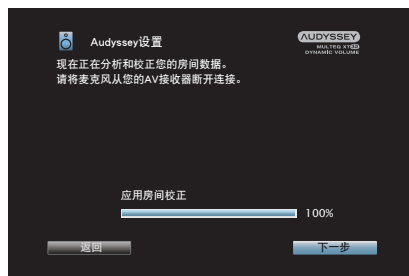 Audyssey设置
AUDYSSEY
MULTEQ XT32
DYNAMIC VOLUME
现在正在分析和校正您的房间数据。
请将麦克风从您的AV接收器断开连接。
应用房间校正
100%
返回
下一步